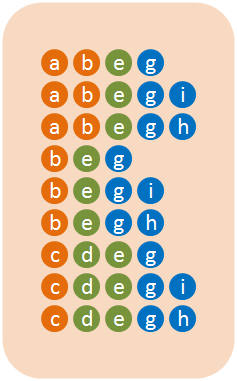 a b e g
a b e g i
a b e g h
b e g
b e g i
b e g h
c d e g
c d e g i
c d e g h